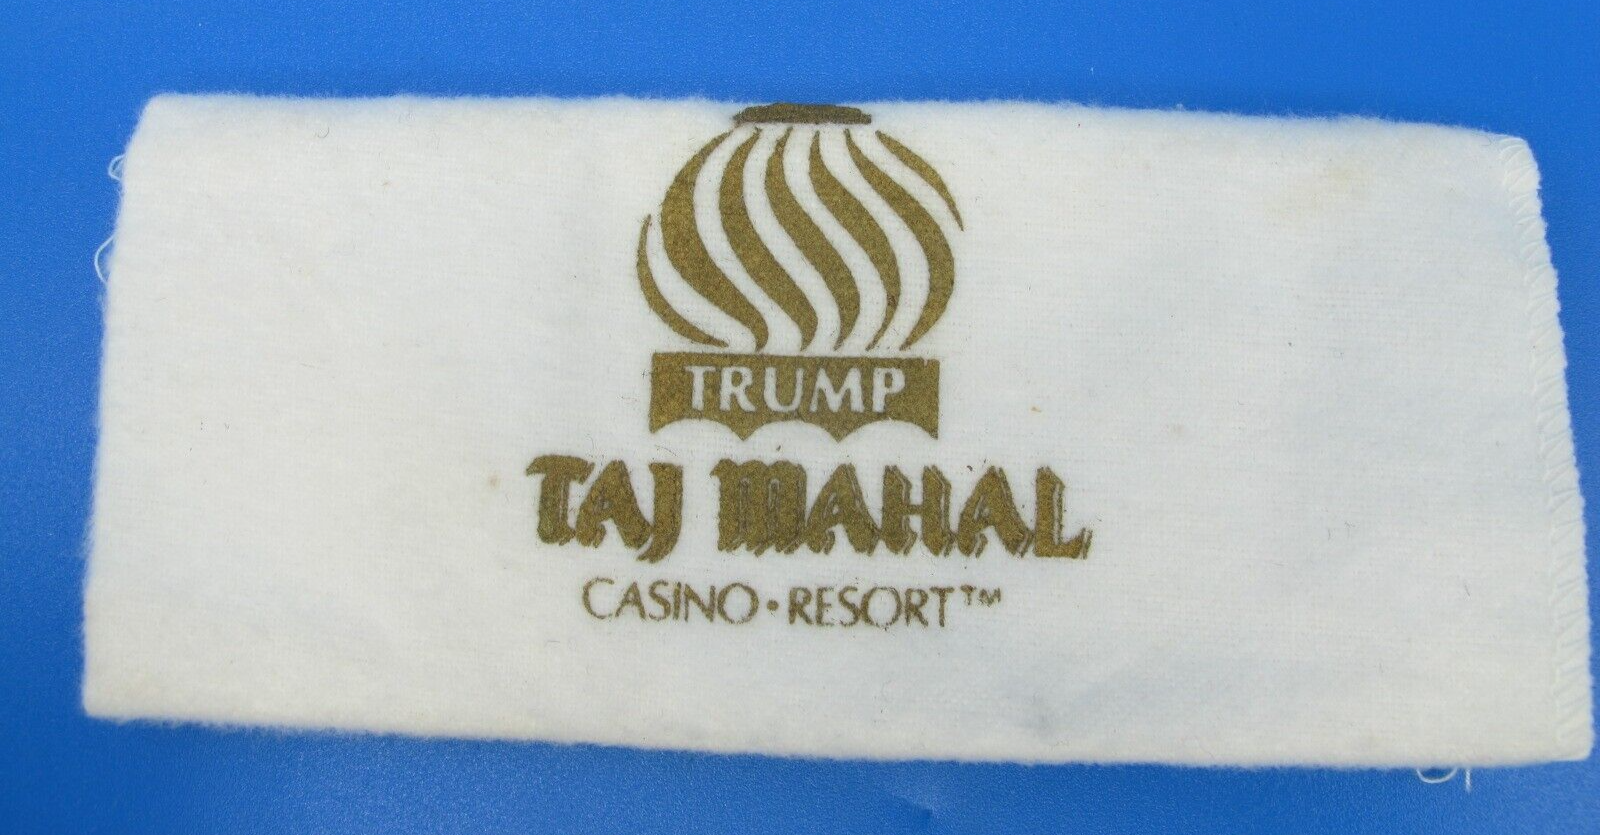 TRUMP
TAJ MAHAL
CASINO • RESORT™